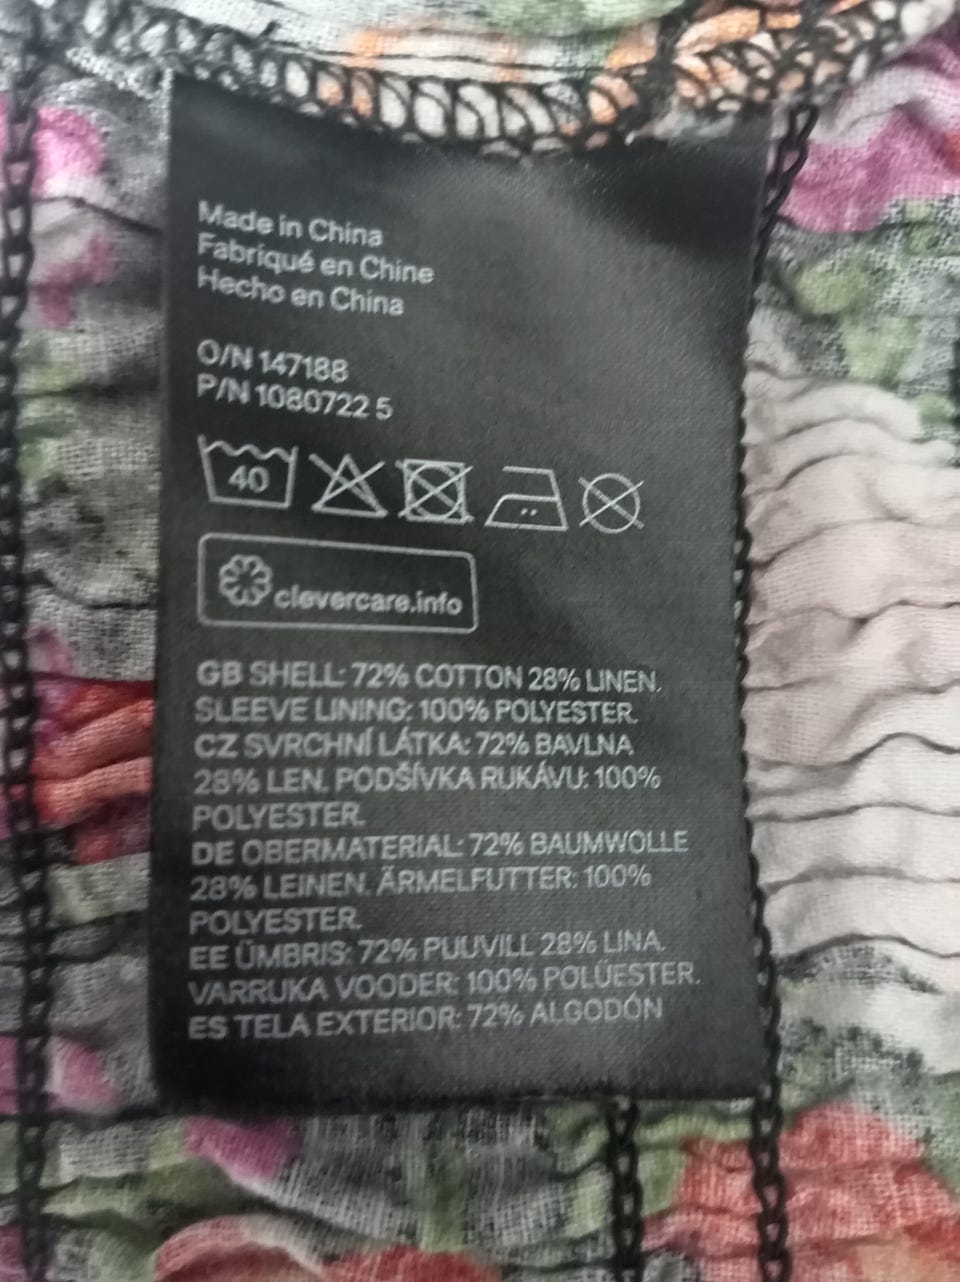 Made in China
Fabriqué en Chine
Hecho en China
O/N 147188
P/N 1080722 5
40
clevercare.info
GB SHELL: 72% COTTON 28% LINEN.
SLEEVE LINING: 100% POLYESTER.
CZ SVRCHNÍ LÁTKA: 72% BAVLNA
28% LEN. PODŠÍVKA RUKÁVU: 100%
POLYESTER.
DE OBERMATERIAL: 72% BAUMWOLLE
28% LEINEN. ÄRMELFUTTER: 100%
POLYESTER.
EE ÜMBRIS: 72% PUUVILL 28% LINA.
VARRUKA VOODER: 100% POLÜESTER.
ES TELA EXTERIOR: 72% ALGODÓN